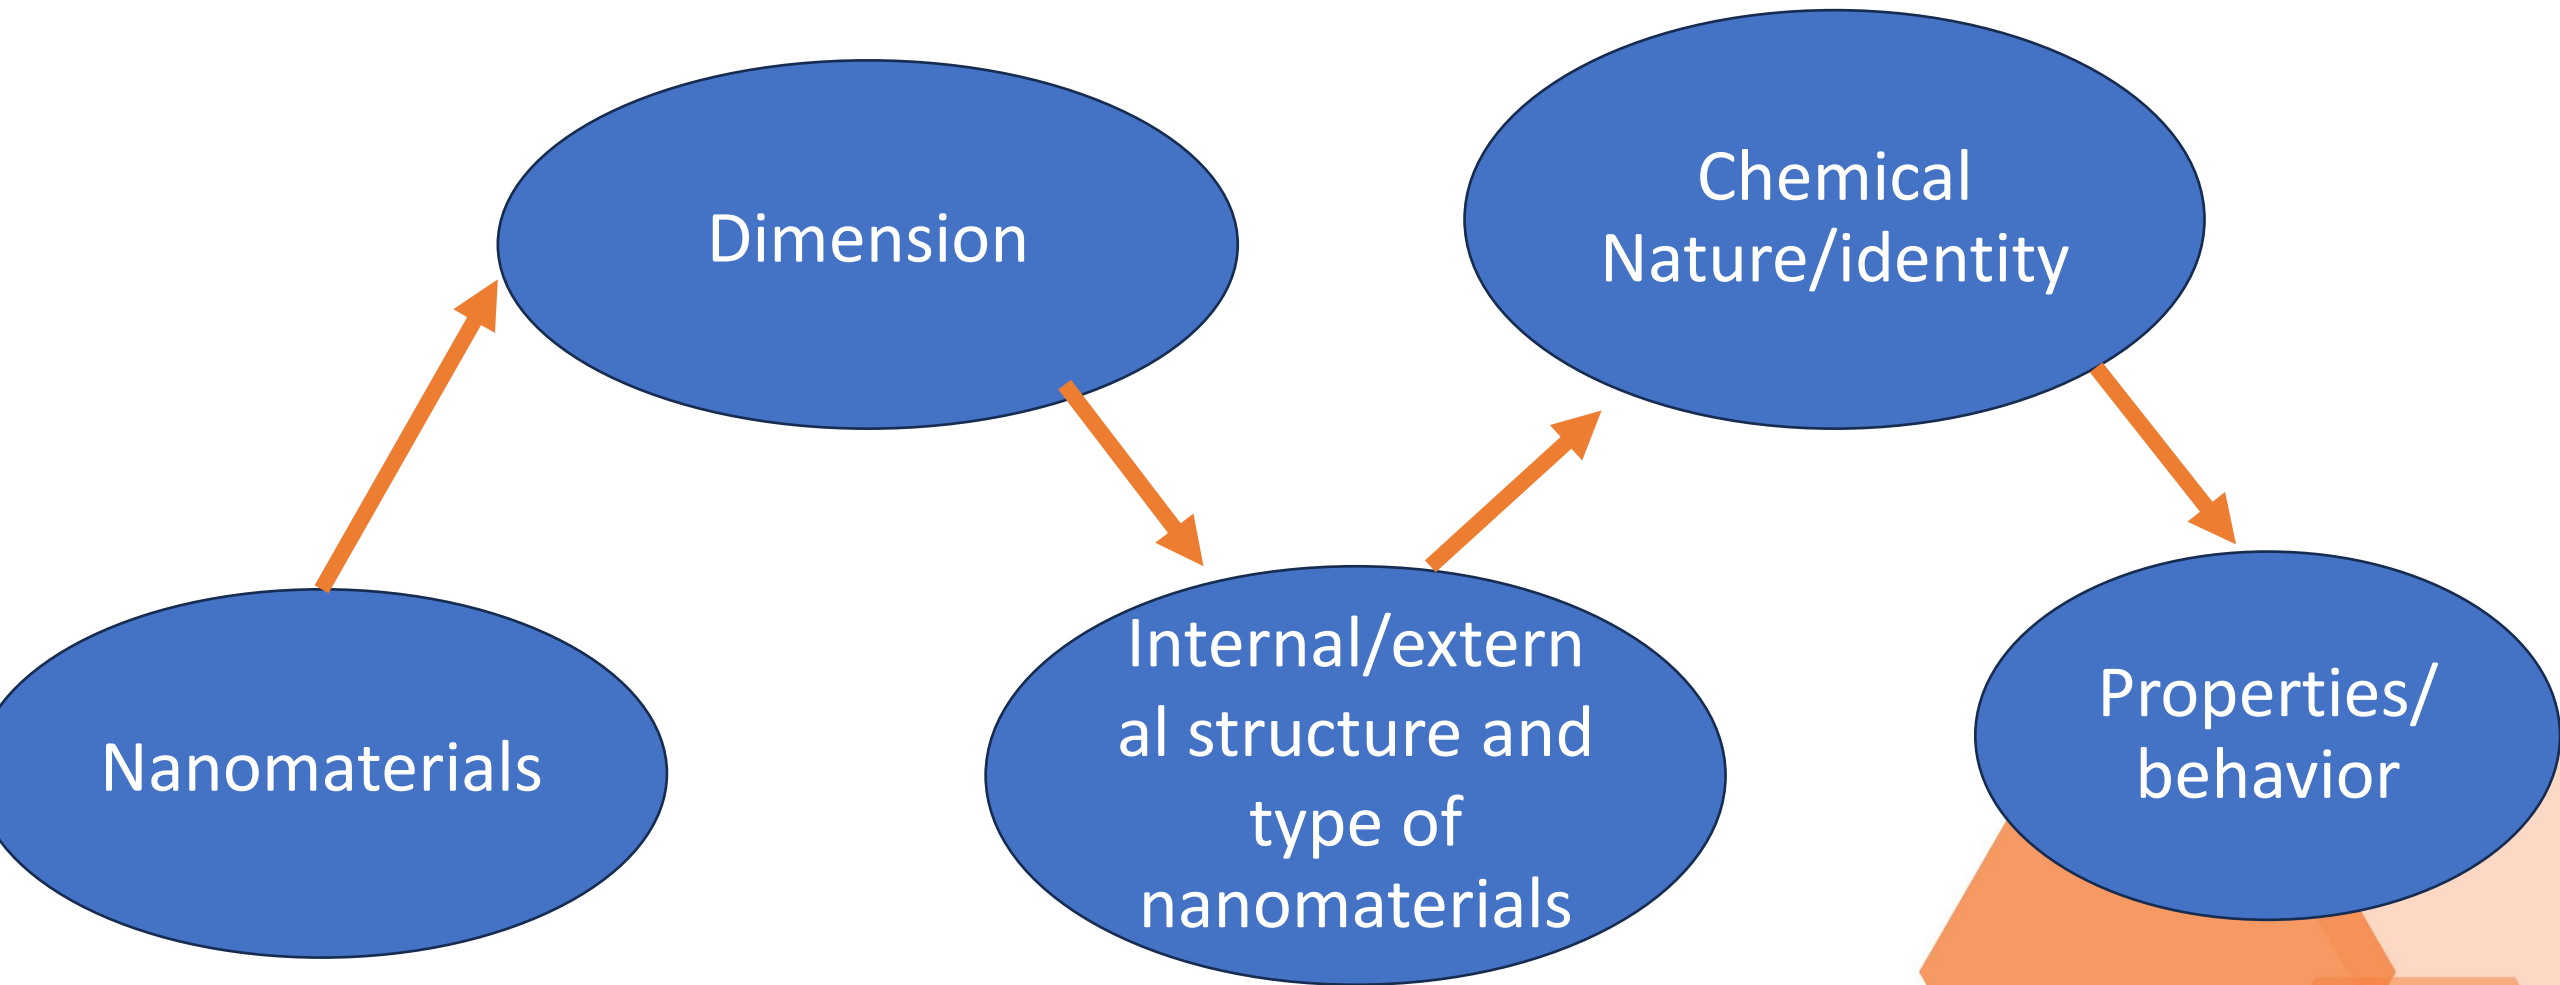 Nanomaterials
Dimension
Internal/extern
al structure and
type of
nanomaterials
Chemical
Nature/identity
Properties/
behavior